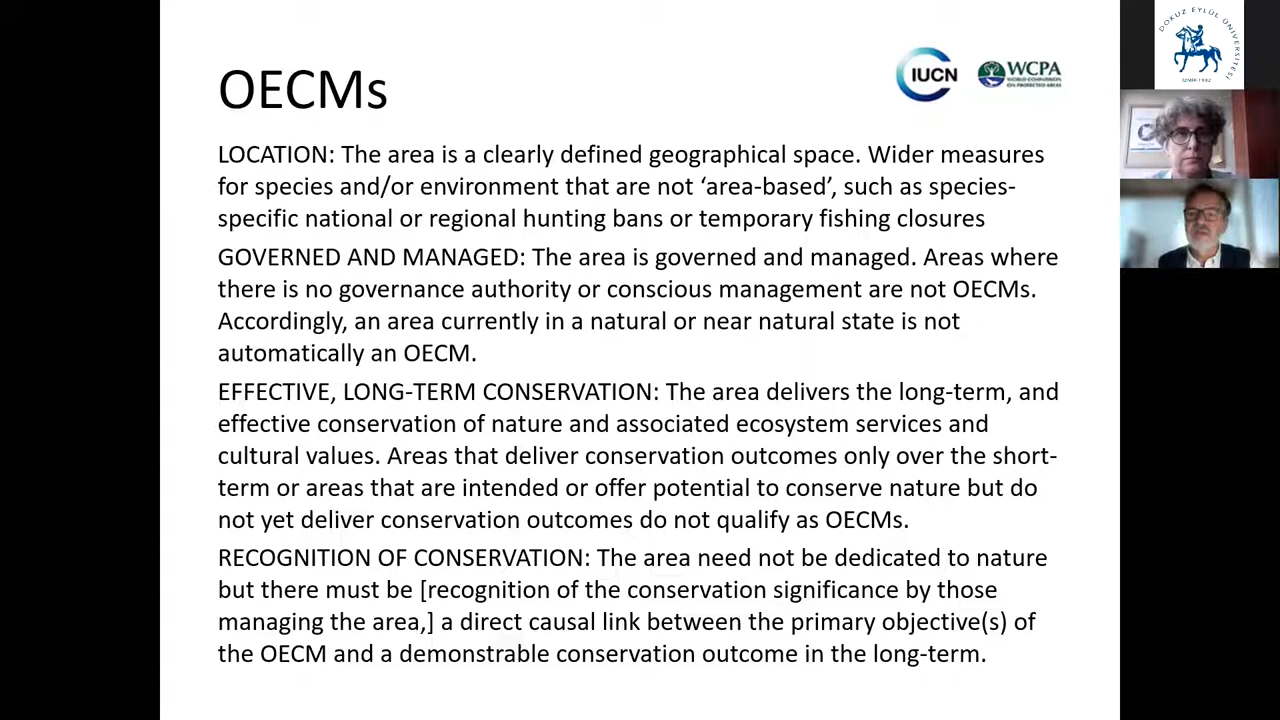 OECMs
IUCN
WCPA
WORLD COMMISSION
ON PROTECTED AREAS
LOCATION: The area is a clearly defined geographical space. Wider measures
for species and/or environment that are not ‘area-based’, such as species-
specific national or regional hunting bans or temporary fishing closures
GOVERNED AND MANAGED: The area is governed and managed. Areas where
there is no governance authority or conscious management are not OECMs.
Accordingly, an area currently in a natural or near natural state is not
automatically an OECM.
EFFECTIVE, LONG-TERM CONSERVATION: The area delivers the long-term, and
effective conservation of nature and associated ecosystem services and
cultural values. Areas that deliver conservation outcomes only over the short-
term or areas that are intended or offer potential to conserve nature but do
not yet deliver conservation outcomes do not qualify as OECMs.
RECOGNITION OF CONSERVATION: The area need not be dedicated to nature
but there must be [recognition of the conservation significance by those
managing the area,] a direct causal link between the primary objective(s) of
the OECM and a demonstrable conservation outcome in the long-term.
DOKUZ EYLÜL ÜNİVERSİTESİ
İZMİR-1982